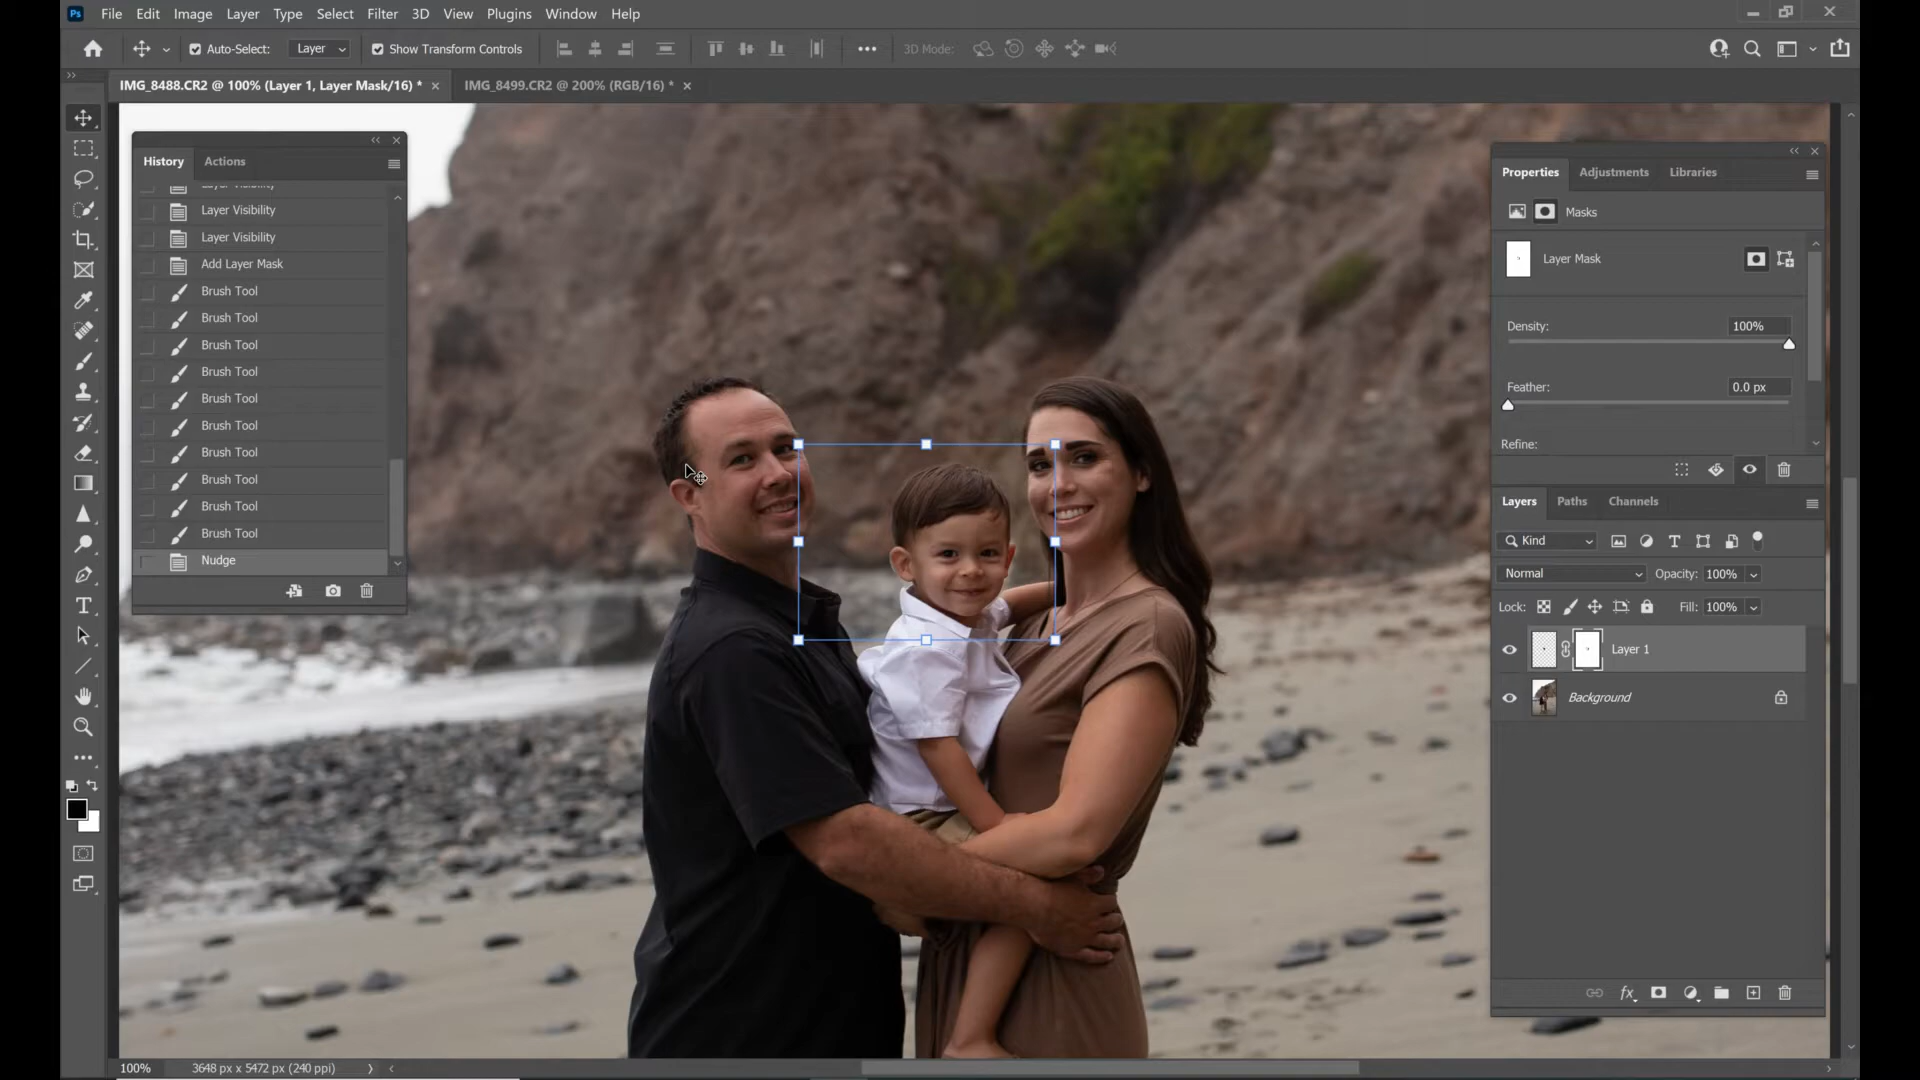 Ps File Edit Image Layer Type Select Filter 3D View Plugins Window Help
Auto-Select: Layer Show Transform Controls 3D Mode:
IMG_8488.CR2 @ 100% (Layer 1, Layer Mask/16) * IMG_8499.CR2 @ 200% (RGB/16) *
History Actions
Layer Visibility
Layer Visibility
Layer Visibility
Add Layer Mask
Brush Tool
Brush Tool
Brush Tool
Brush Tool
Brush Tool
Brush Tool
Brush Tool
Brush Tool
Brush Tool
Brush Tool
Nudge
Properties Adjustments Libraries
Masks
Layer Mask
Density: 100%
Feather: 0.0 px
Refine:
Layers Paths Channels
Kind
Normal Opacity: 100%
Lock: Fill: 100%
Layer 1
Background
fx
100% 3648 px x 5472 px (240 ppi)